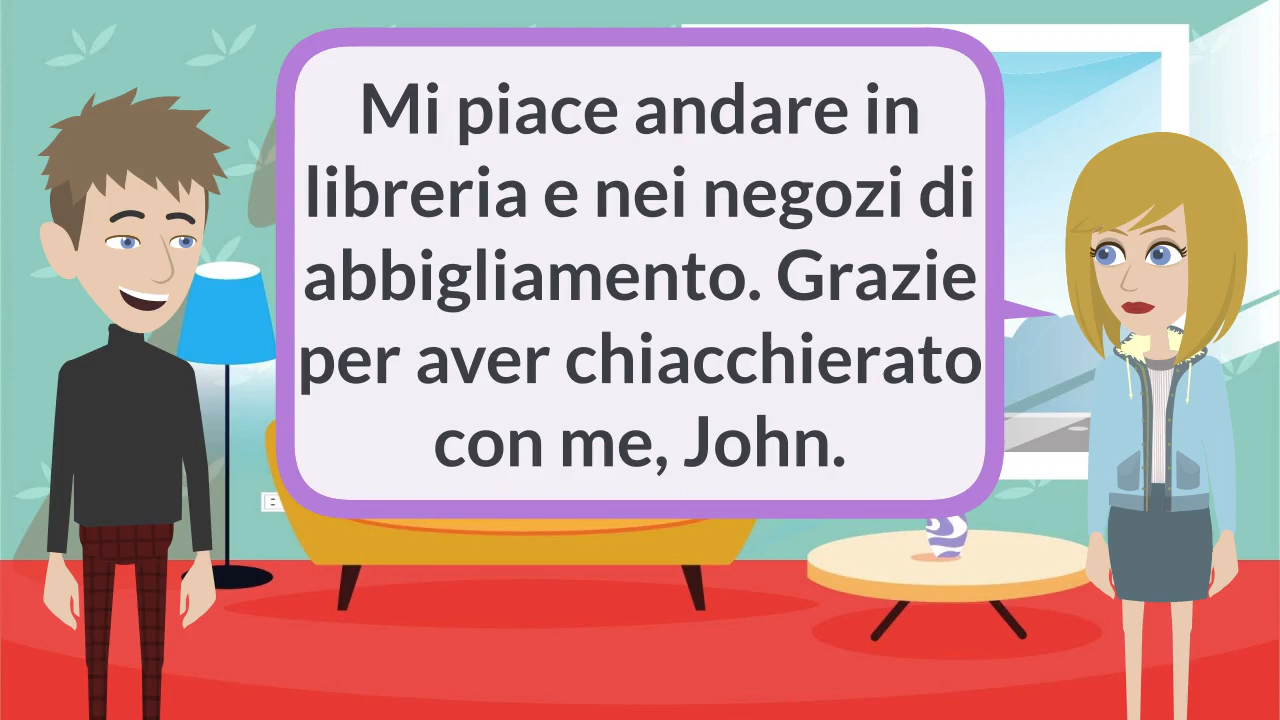 Mi piace andare in
libreria e nei negozi di
abbigliamento. Grazie
per aver chiacchierato
con me, John.